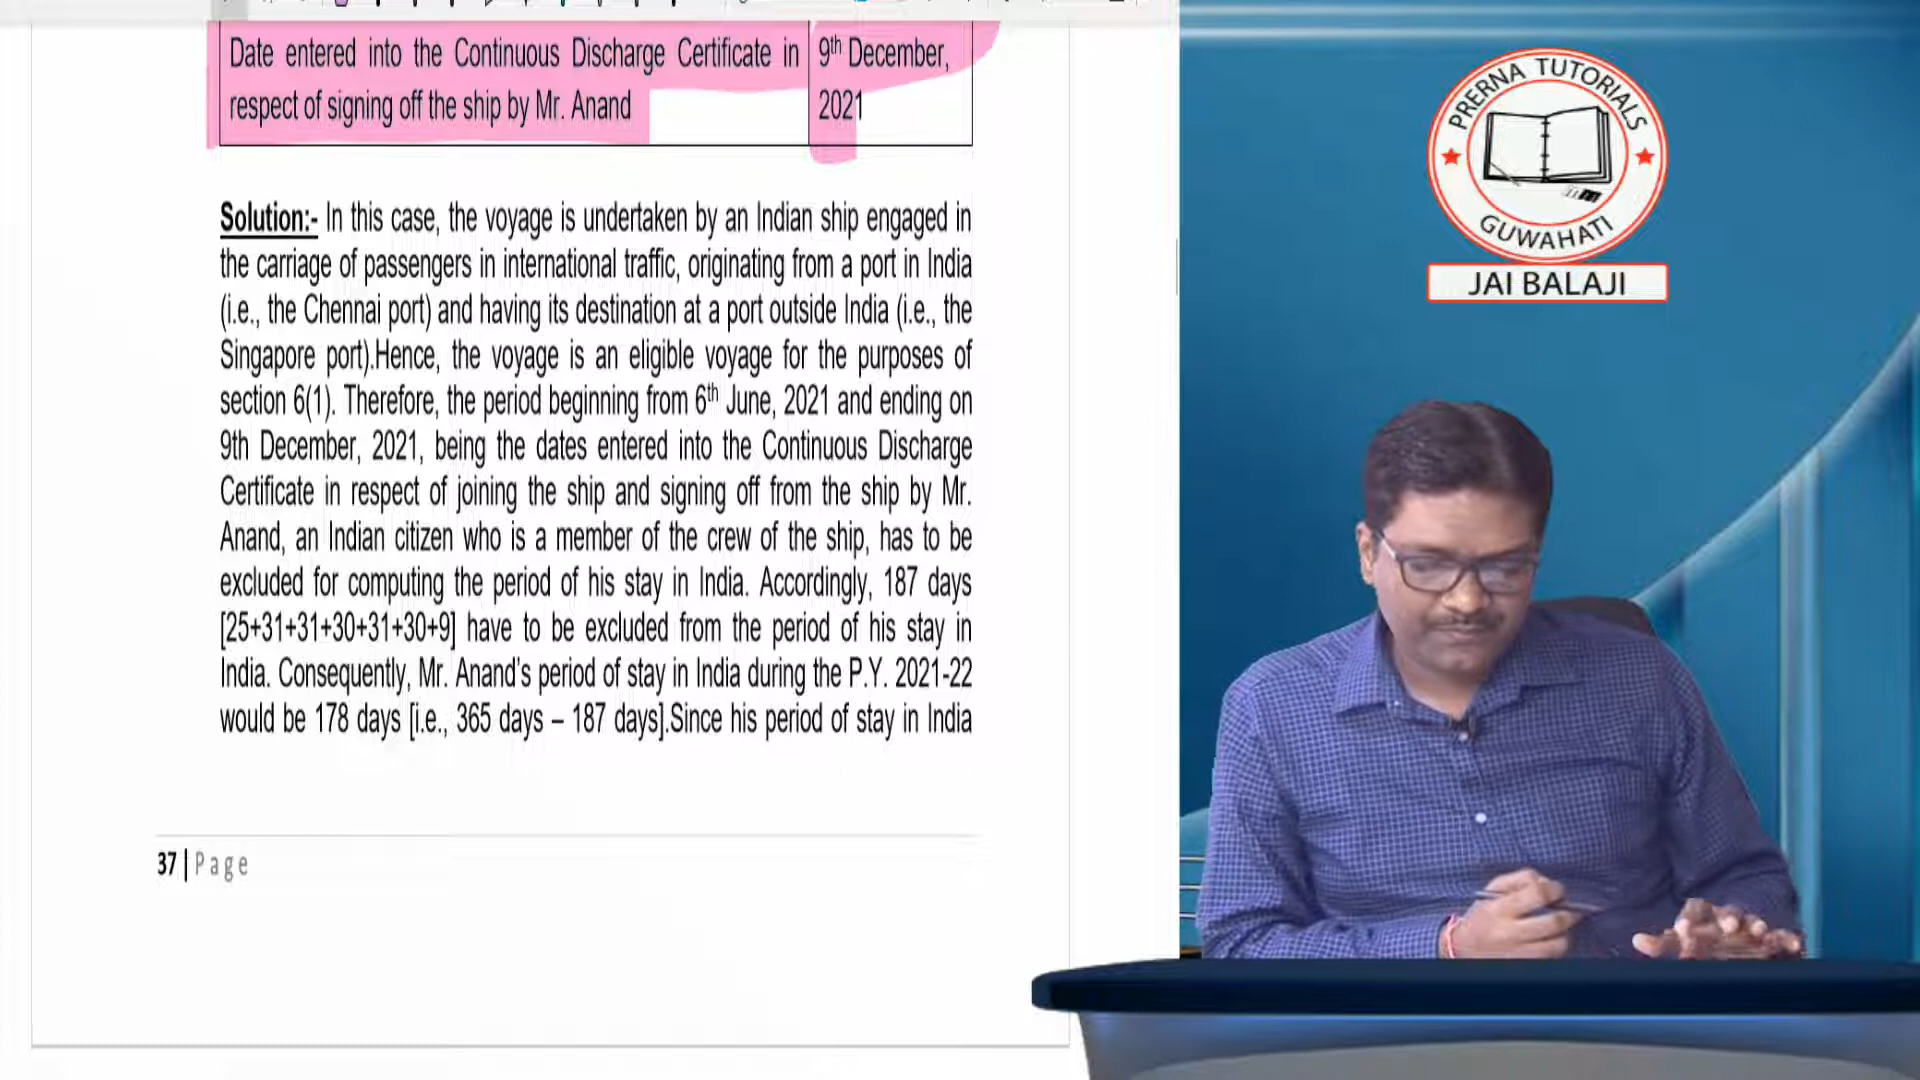 Date entered into the Continuous Discharge Certificate in
respect of signing off the ship by Mr. Anand
9th December,
2021
Solution:- In this case, the voyage is undertaken by an Indian ship engaged in
the carriage of passengers in international traffic, originating from a port in India
(i.e., the Chennai port) and having its destination at a port outside India (i.e., the
Singapore port).Hence, the voyage is an eligible voyage for the purposes of
section 6(1). Therefore, the period beginning from 6th June, 2021 and ending on
9th December, 2021, being the dates entered into the Continuous Discharge
Certificate in respect of joining the ship and signing off from the ship by Mr.
Anand, an Indian citizen who is a member of the crew of the ship, has to be
excluded for computing the period of his stay in India. Accordingly, 187 days
[25+31+31+30+31+30+9] have to be excluded from the period of his stay in
India. Consequently, Mr. Anand's period of stay in India during the P.Y. 2021-22
would be 178 days [i.e., 365 days – 187 days].Since his period of stay in India
37 | Page
PRERNA TUTORIALS
GUWAHATI
JAI BALAJI